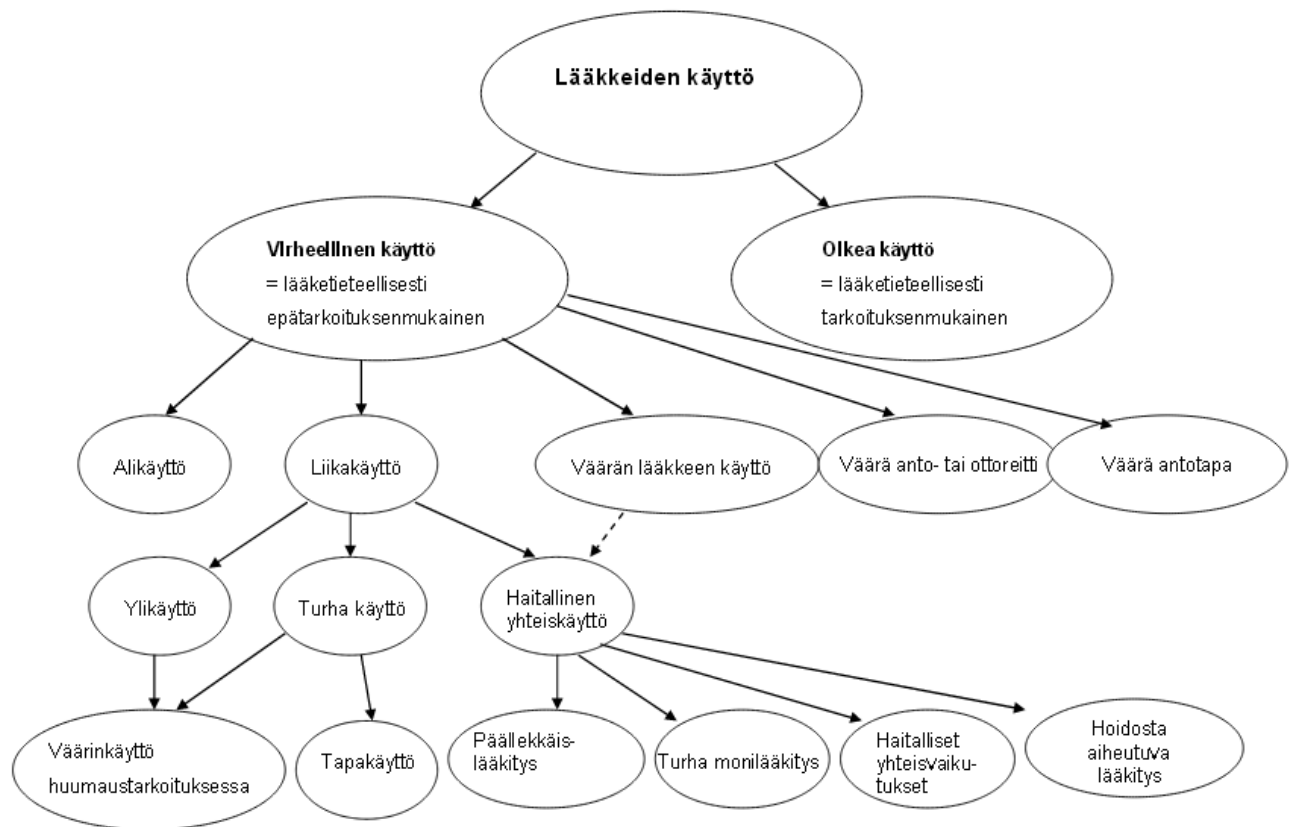 Lääkkeiden käyttö
Virheellinen käyttö
= lääketieteellisesti
epätarkoituksenmukainen
Oikea käyttö
= lääketieteellisesti
tarkoituksenmukainen
Alikäyttö
Liikakäyttö
Väärän lääkkeen käyttö
Väärä anto- tai ottoreitti
Väärä antotapa
Ylikäyttö
Turha käyttö
Haitallinen
yhteiskäyttö
Väärinkäyttö
huumaustarkoituksessa
Tapakäyttö
Päällekkäis-
lääkitys
Turha monilääkitys
Haitalliset
yhteisvaiku-
tukset
Hoidosta
aiheutuva
lääkitys